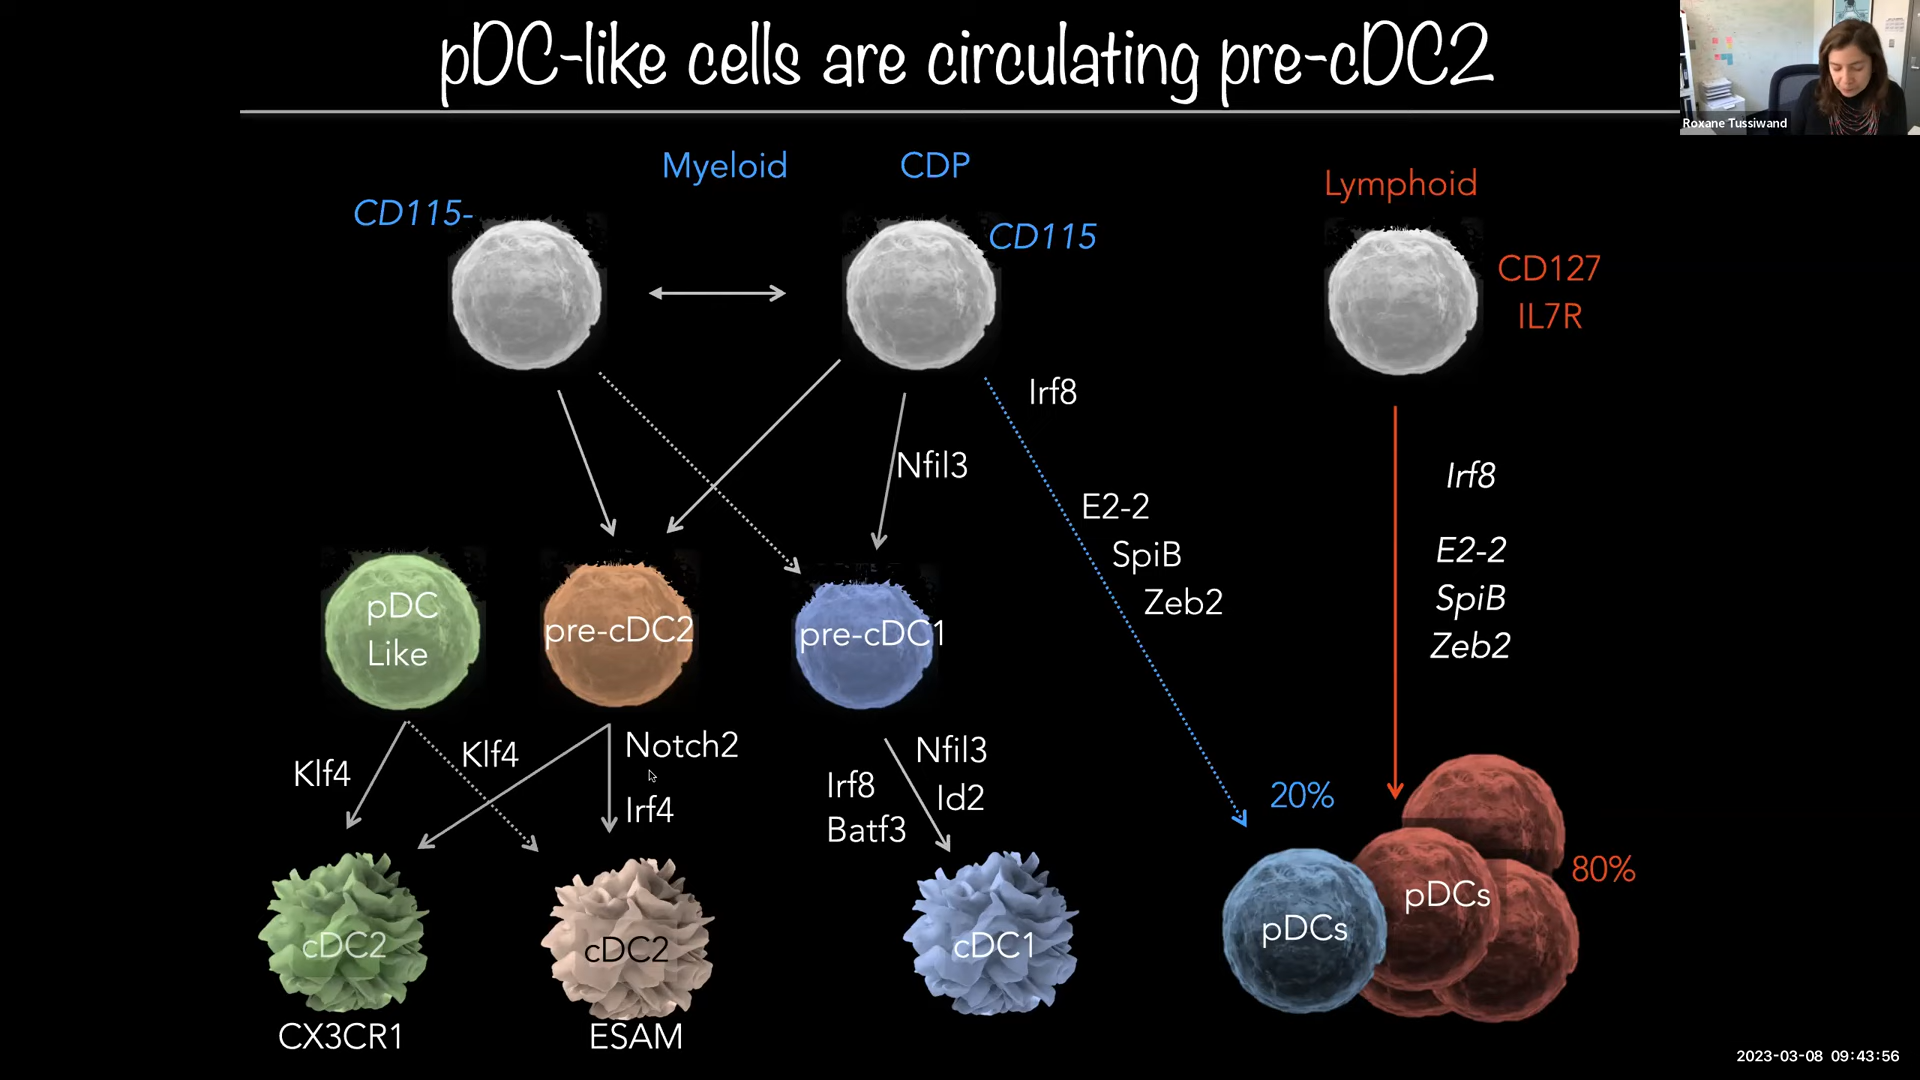 pDC-like cells are circulating pre-cDC2
Roxane Tussiwand
Myeloid
CDP
Lymphoid
CD115-
CD115
CD127
IL7R
Irf8
Nfil3
E2-2
SpiB
Zeb2
Irf8
E2-2
SpiB
Zeb2
pDC
Like
pre-cDC2
pre-cDC1
Klf4
Klf4
Notch2
Irf4
Nfil3
Id2
Irf8
Batf3
20%
80%
cDC2
cDC2
cDC1
pDCs
pDCs
CX3CR1
ESAM
2023-03-08 09:43:56